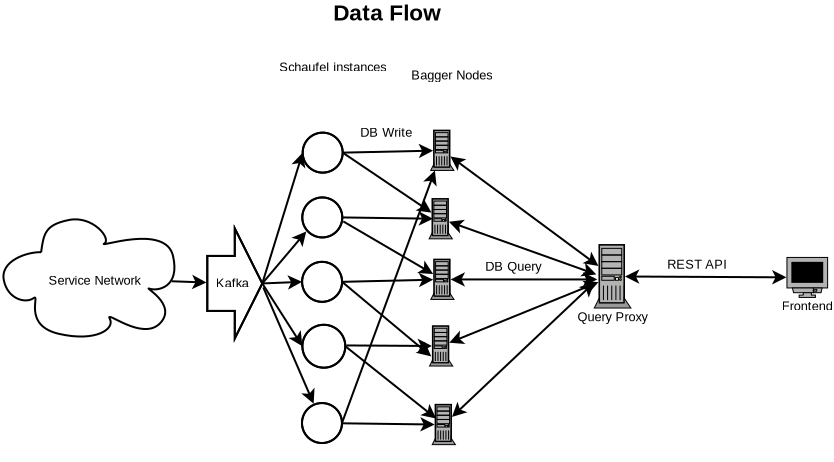 Data Flow
Schaufel instances
Bagger Nodes
DB Write
Service Network
Kafka
DB Query
REST API
Query Proxy
Frontend